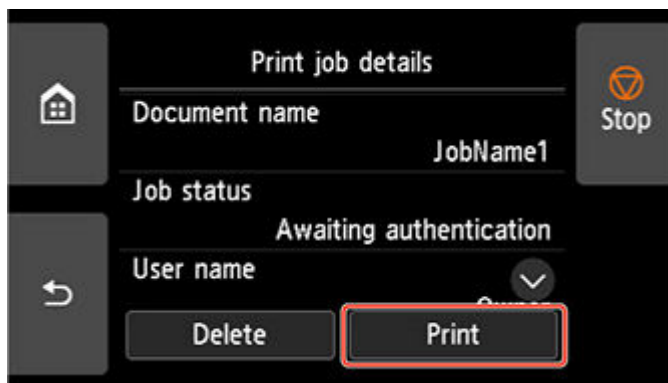 Print job details
Stop
Document name
JobName1
Job status
Awaiting authentication
User name
Delete
Print